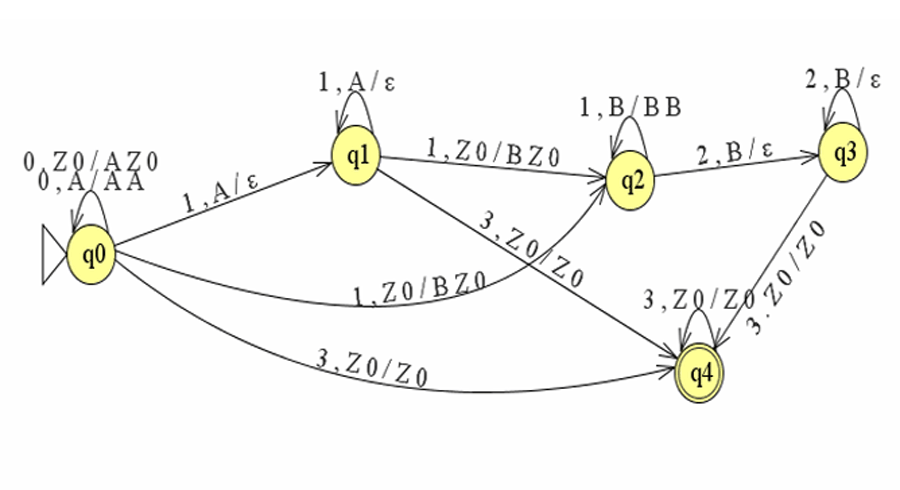 2,B/ε
1,A/ε
1,B/BB
q1
1,Z0/BZ0
2,B/ε
q3
0,Z0/AZ0
0,A/AA
1,A/ε
q2
3,Z0/Z0
3.Z0/Z0
q0
1,Z0/BZ0
3,Z0/Z0
3,Z0/Z0
q4